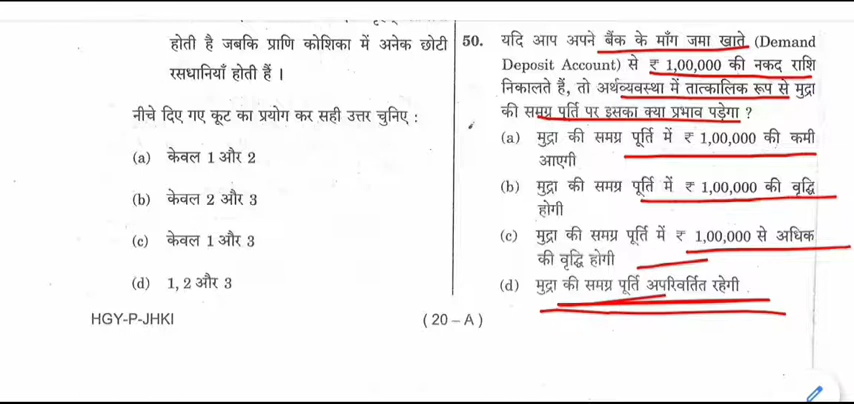 होती है जबकि प्राणि कोशिका में अनेक छोटी
रसधानियाँ होती हैं ।
नीचे दिए गए कूट का प्रयोग कर सही उत्तर चुनिए :
(a) केवल 1 और 2
(b) केवल 2 और 3
(c) केवल 1 और 3
(d) 1, 2 और 3
50. यदि आप अपने बैंक के माँग जमा खाते (Demand
Deposit Account) से ₹ 1,00,000 की नकद राशि
निकालते हैं, तो अर्थव्यवस्था में तात्कालिक रूप से मुद्रा
की समग्र पूर्ति पर इसका क्या प्रभाव पड़ेगा ?
(a) मुद्रा की समग्र पूर्ति में ₹ 1,00,000 की कमी
आएगी
(b) मुद्रा की समग्र पूर्ति में ₹ 1,00,000 की वृद्धि
होगी
(c) मुद्रा की समग्र पूर्ति में ₹ 1,00,000 से अधिक
की वृद्धि होगी
(d) मुद्रा की समग्र पूर्ति अपरिवर्तित रहेगी
HGY-P-JHKI
( 20 – A )